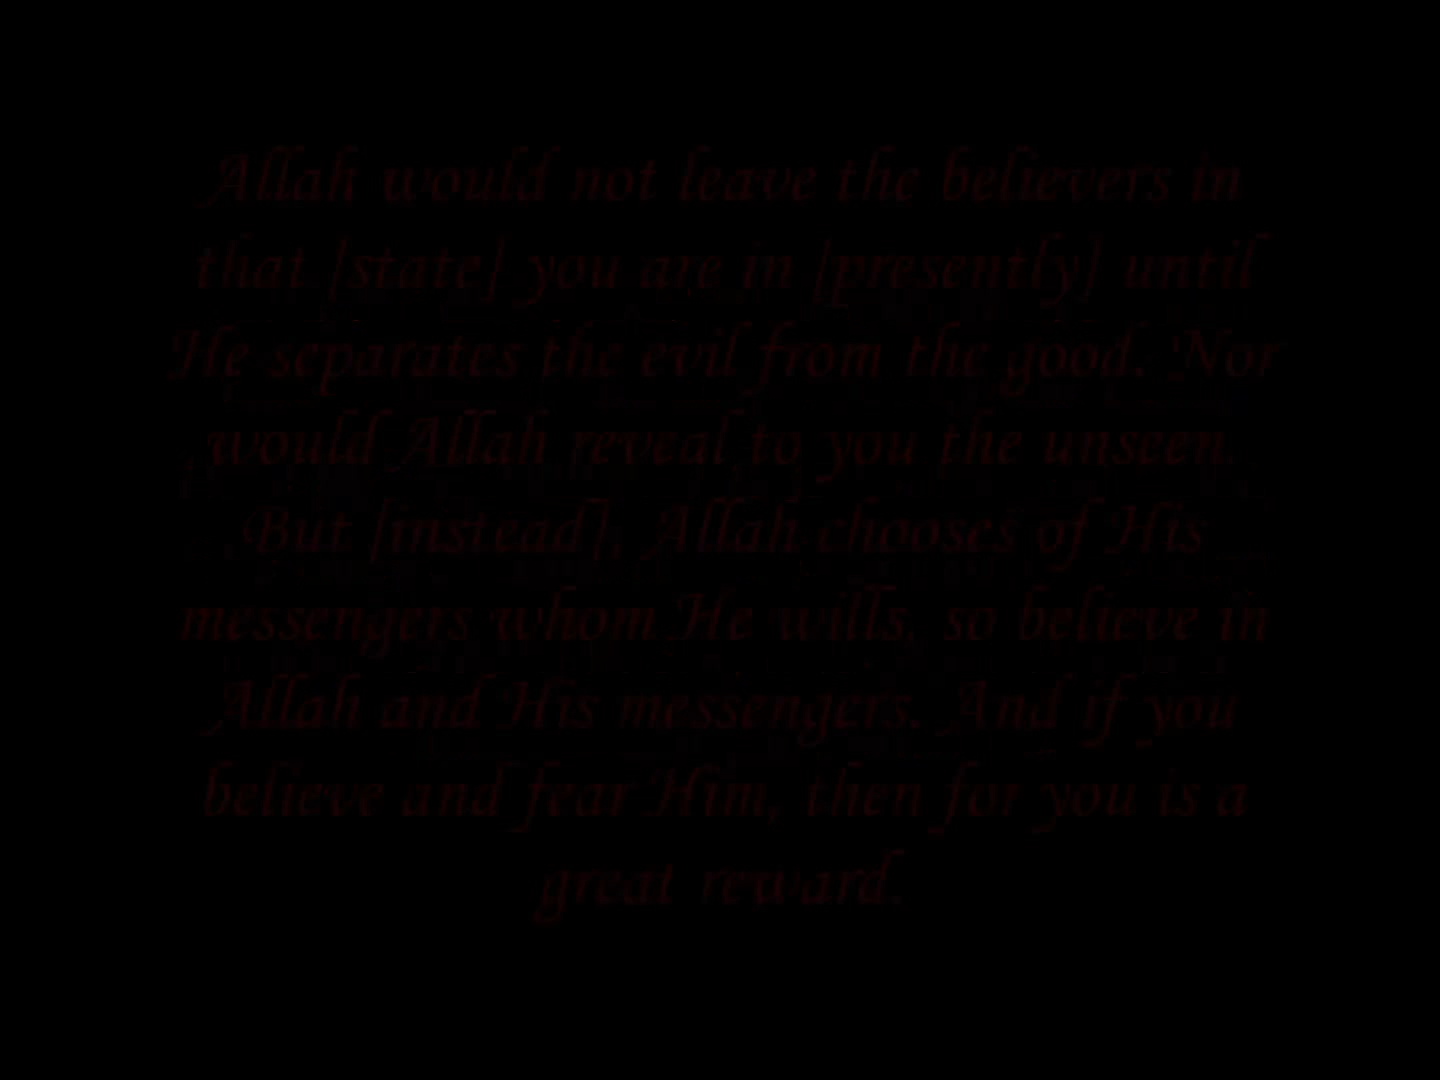 Allah would not leave the believers in
that [state] you are in [presently] until
He separates the evil from the good. Nor
would Allah reveal to you the unseen.
But [instead], Allah chooses of His
messengers whom He wills, so believe in
Allah and His messengers. And if you
believe and fear Him, then for you is a
great reward.